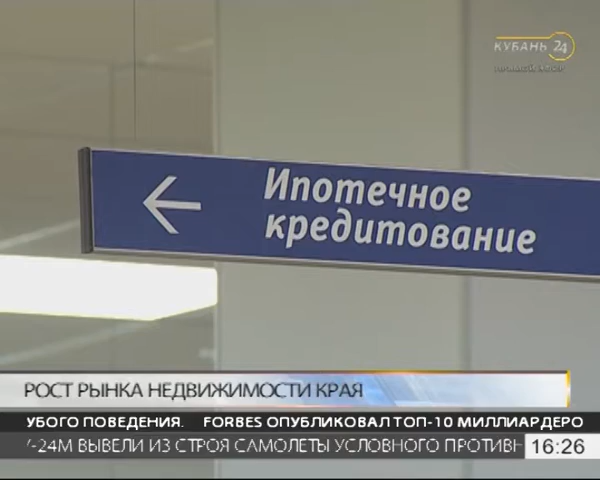 КУБАНЬ 24
Ипотечное
кредитование
РОСТ РЫНКА НЕДВИЖИМОСТИ КРАЯ
УБОГО ПОВЕДЕНИЯ. FORBES ОПУБЛИКОВАЛ ТОП-10 МИЛЛИАРДЕРО
-24М ВЫВЕЛИ ИЗ СТРОЯ САМОЛЕТЫ УСЛОВНОГО ПРОТИВН
16:26